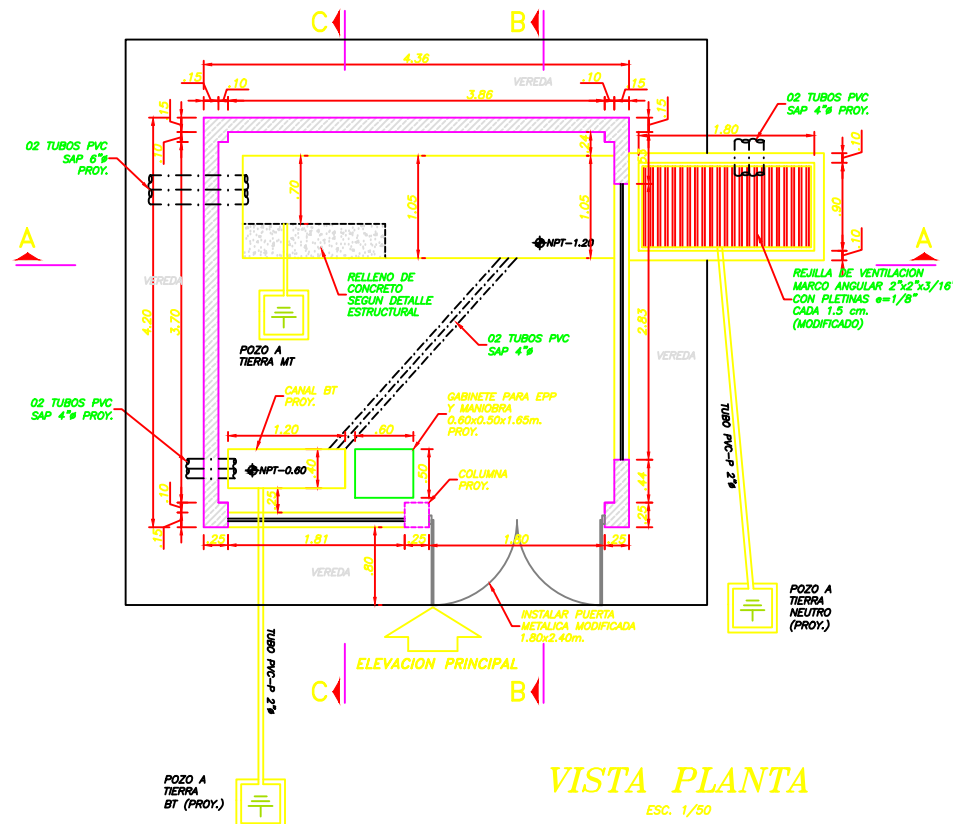 C
B
4.36
VEREDA
.15
.10
.10
.15
3.86
02 TUBOS PVC
SAP 4"ø
PROY.
1.80
.15
.10
.24
.10
02 TUBOS PVC
SAP 6"ø
PROY.
.70
1.05
1.05
.90
NPT-1.20
A
A
.10
VEREDA
RELLENO DE
CONCRETO
SEGUN DETALLE
ESTRUCTURAL
REJILLA DE VENTILACION
MARCO ANGULAR 2"x2"x3/16"
CON PLETINAS e=1/8"
CADA 1.5 cm.
(MODIFICADO)
4.20
3.70
2.83
POZO A
TIERRA MT
02 TUBOS PVC
SAP 4"ø
VEREDA
CANAL BT
PROY.
GABINETE PARA EPP
Y MANIOBRA
0.60x0.50x1.65m.
PROY.
02 TUBOS PVC
SAP 4"ø PROY.
1.20
.60
TUBO PVC-P 2"ø
NPT-0.60
.40
.50
COLUMNA
PROY.
.44
.10
.25
.25
.15
.25
1.81
.25
1.80
.25
.80
VEREDA
POZO A
TIERRA
NEUTRO
(PROY.)
INSTALAR PUERTA
METALICA MODIFICADA
1.80x2.40m.
TUBO PVC-P 2"ø
ELEVACION PRINCIPAL
C
B
POZO A
TIERRA
BT (PROY.)
VISTA PLANTA
ESC. 1/50